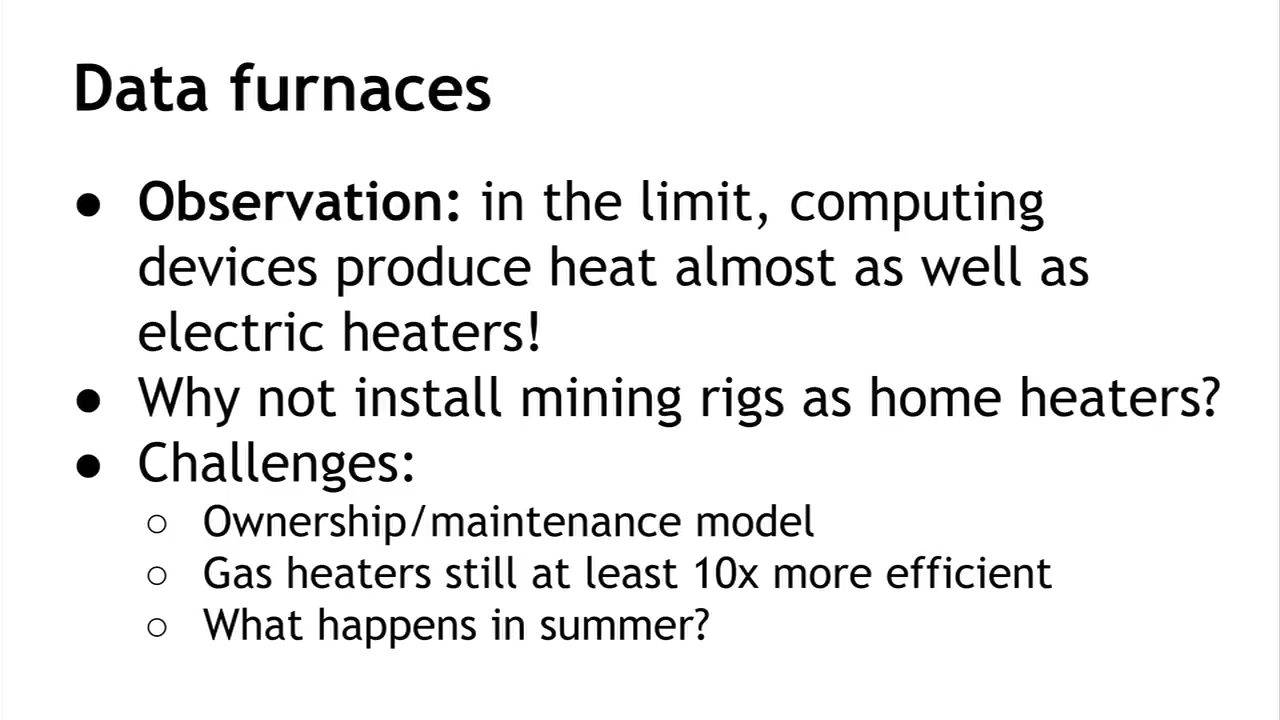 Data furnaces
● Observation: in the limit, computing
devices produce heat almost as well as
electric heaters!
● Why not install mining rigs as home heaters?
● Challenges:
○ Ownership/maintenance model
○ Gas heaters still at least 10x more efficient
○ What happens in summer?